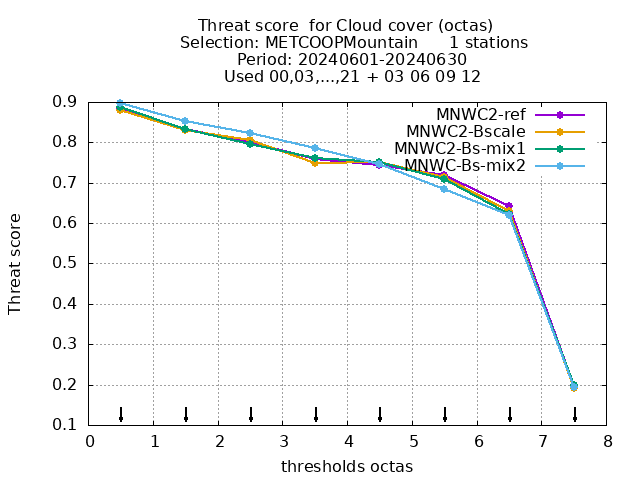 Threat score  for Cloud cover (octas)
Selection: METCOOPMountain      1 stations
Period: 20240601-20240630
Used 00,03,...,21 + 03 06 09 12
MNWC2-ref
MNWC2-Bscale
MNWC2-Bs-mix1
MNWC-Bs-mix2
0.9
0.8
0.7
0.6
0.5
0.4
0.3
0.2
0.1
Threat score
0 1 2 3 4 5 6 7 8
thresholds octas